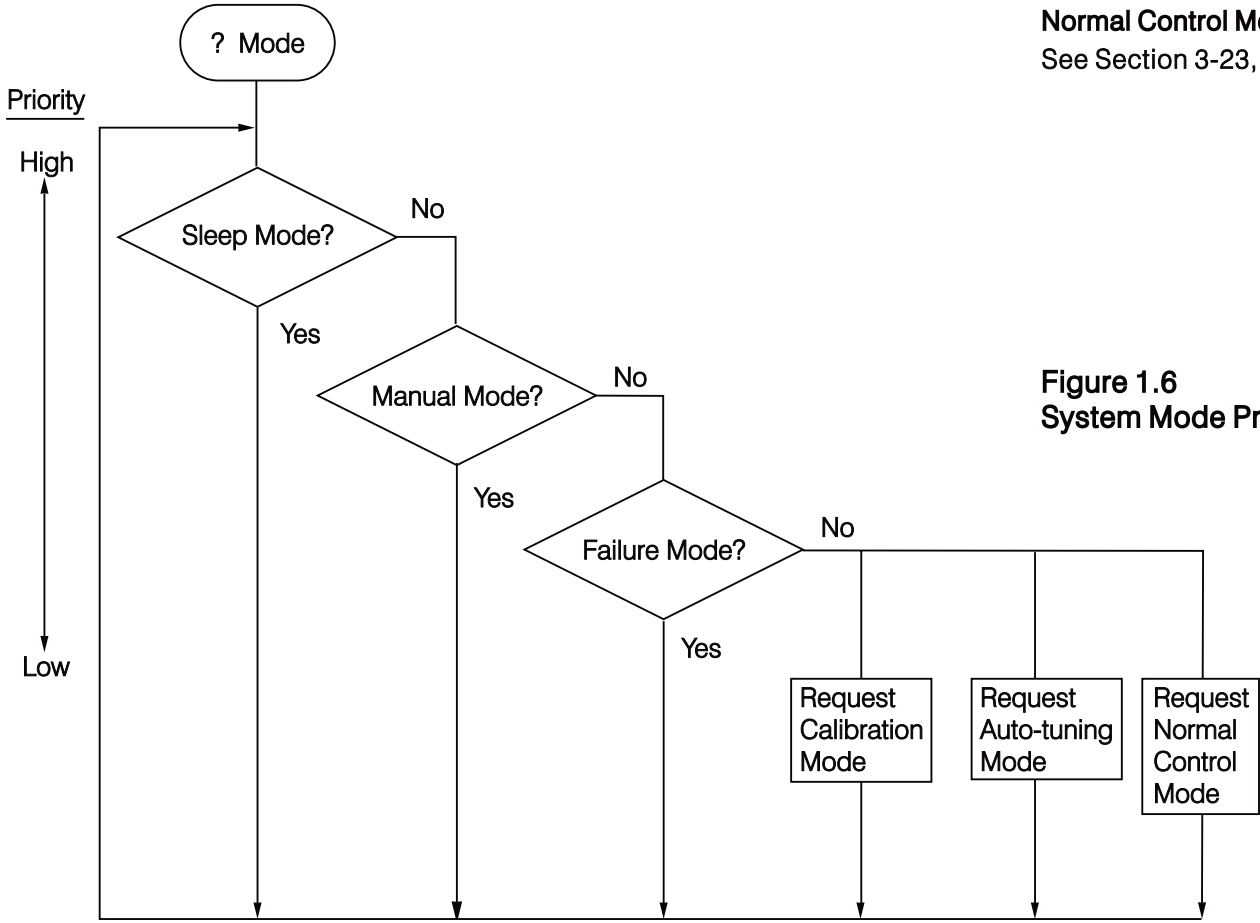 ? Mode
Normal Control
See Section 3-23,
Priority
High
No
Sleep Mode?
Yes
No
Manual Mode?
Figure 1.6
System Mode
Yes
No
Failure Mode?
Yes
Low
Request
Calibration
Mode
Request
Auto-tuning
Mode
Request
Normal
Control
Mode